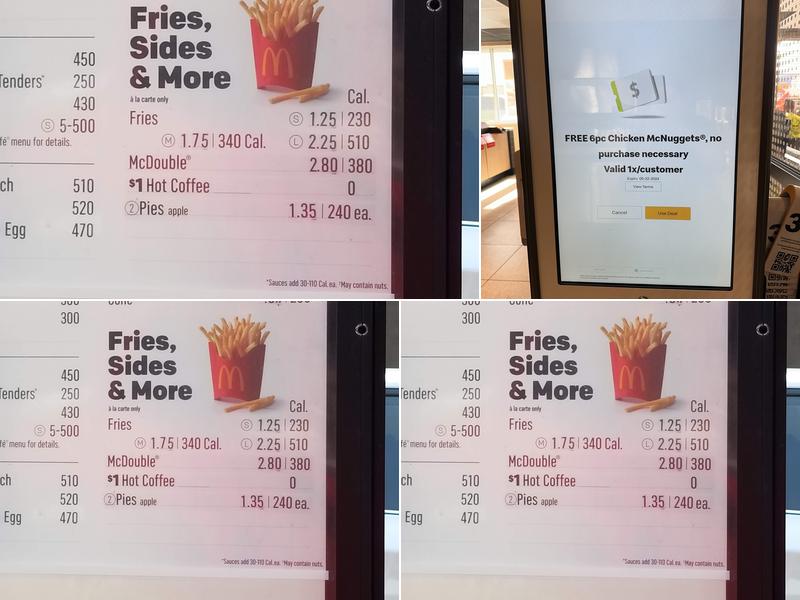 Fries,
Sides
& More
à la carte only
Cal.
Fries S 1.25 230
M 1.75 340 Cal. L 2.25 510
McDouble® 2.80 380
$1 Hot Coffee 0
2 Pies apple 1.35 240 ea.
*Sauces add 30-110 Cal. ea. †May contain nuts.
450
Tenders® 250
430
S 5-500
fé® menu for details.
510
520
Egg 470
FREE 6pc Chicken McNuggets®, no
purchase necessary
Valid 1x/customer
View Terms
Cancel
Use Deal
3
300
450
Tenders® 250
430
S 5-500
fé® menu for details.
510
520
Egg 470
Fries,
Sides
& More
à la carte only
Cal.
Fries S 1.25 230
M 1.75 340 Cal. L 2.25 510
McDouble® 2.80 380
$1 Hot Coffee 0
2 Pies apple 1.35 240 ea.
*Sauces add 30-110 Cal. ea. †May contain nuts.
300
450
Tenders® 250
430
S 5-500
fé® menu for details.
510
520
Egg 470
Fries,
Sides
& More
à la carte only
Cal.
Fries S 1.25 230
M 1.75 340 Cal. L 2.25 510
McDouble® 2.80 380
$1 Hot Coffee 0
2 Pies apple 1.35 240 ea.
*Sauces add 30-110 Cal. ea. †May contain nuts.